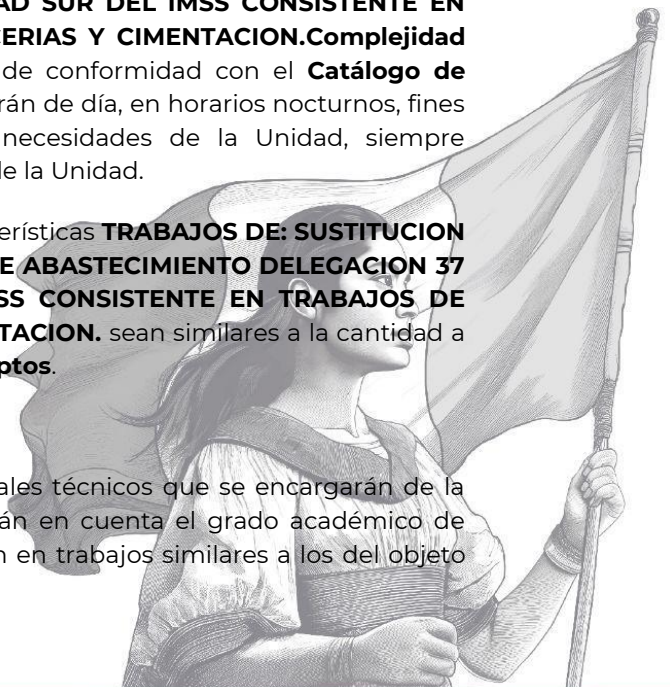 AD SUR DEL IMSS CONSISTENTE EN
CERIAS Y CIMENTACION.Complejidad
de conformidad con el Catálogo de
rán de día, en horarios nocturnos, fines
necesidades de la Unidad, siempre
de la Unidad.
erísticas TRABAJOS DE: SUSTITUCION
E ABASTECIMIENTO DELEGACION 37
SS CONSISTENTE EN TRABAJOS DE
TACION. sean similares a la cantidad a
ptos.
ales técnicos que se encargarán de la
án en cuenta el grado académico de
n en trabajos similares a los del objeto